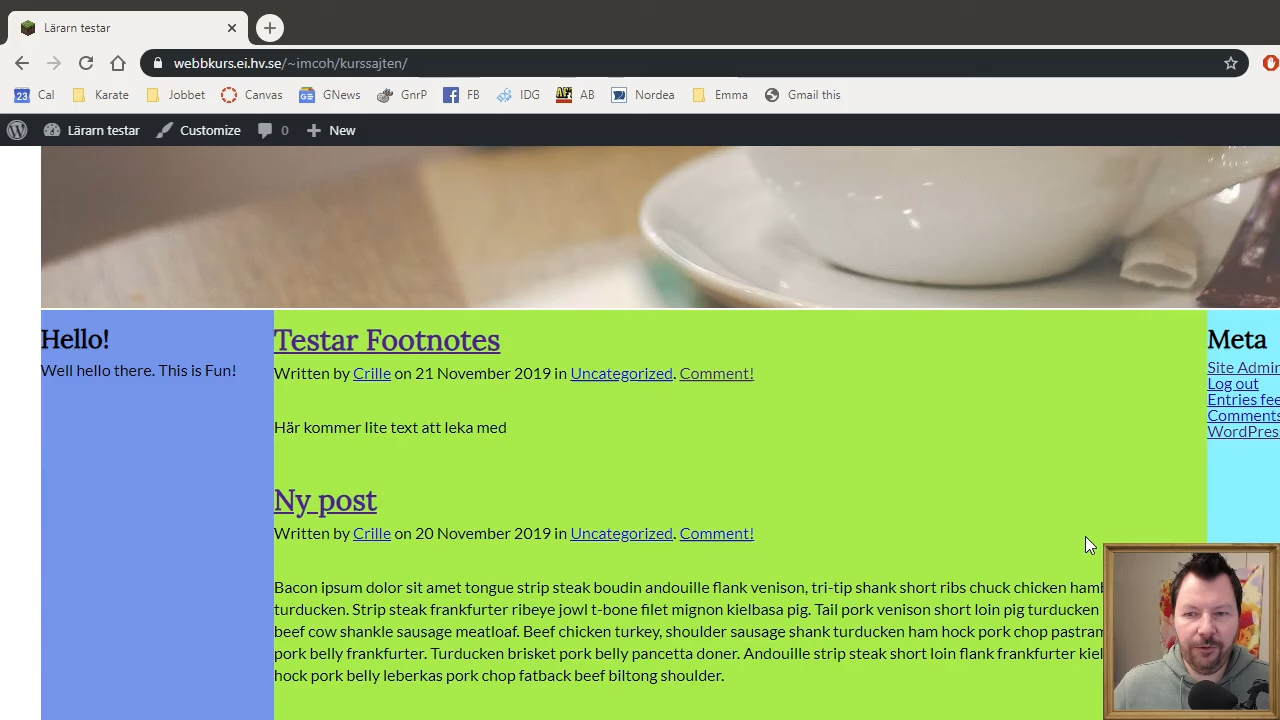 Lärarn testar
webbkurs.ei.hv.se/~imcoh/kurssajten/
23 Cal Karate Jobbet Canvas GNews GnrP FB IDG AB Nordea Emma Gmail this
Lärarn testar Customize 0 New
Hello!
Well hello there. This is Fun!
Testar Footnotes
Written by Crille on 21 November 2019 in Uncategorized. Comment!
Här kommer lite text att leka med
Ny post
Written by Crille on 20 November 2019 in Uncategorized. Comment!
Bacon ipsum dolor sit amet tongue strip steak boudin andouille flank venison, tri-tip shank short ribs chuck chicken hamb
turducken. Strip steak frankfurter ribeye jowl t-bone filet mignon kielbasa pig. Tail pork venison short loin pig turducken
beef cow shankle sausage meatloaf. Beef chicken turkey, shoulder sausage shank turducken ham hock pork chop pastram
pork belly frankfurter. Turducken brisket pork belly pancetta doner. Andouille strip steak short loin flank frankfurter kiel
hock pork belly leberkas pork chop fatback beef biltong shoulder.
Meta
Site Admin
Log out
Entries fee
Comments
WordPres